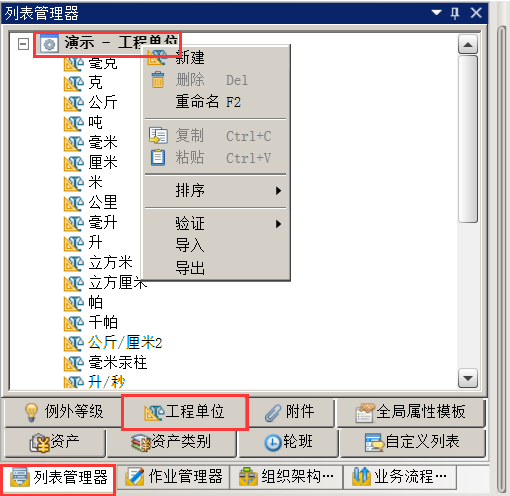 列表管理器
演示 - 工程单位
毫克
克
公斤
吨
毫米
厘米
米
公里
毫升
升
立方米
立方厘米
帕
千帕
公斤/厘米2
毫米汞柱
升/秒
新建
删除 Del
重命名 F2
复制 Ctrl+C
粘贴 Ctrl+V
排序
验证
导入
导出
例外等级 工程单位 附件 全局属性模板
资产 资产类别 轮班 自定义列表
列表管理器 作业管理器 组织架构… 业务流程…